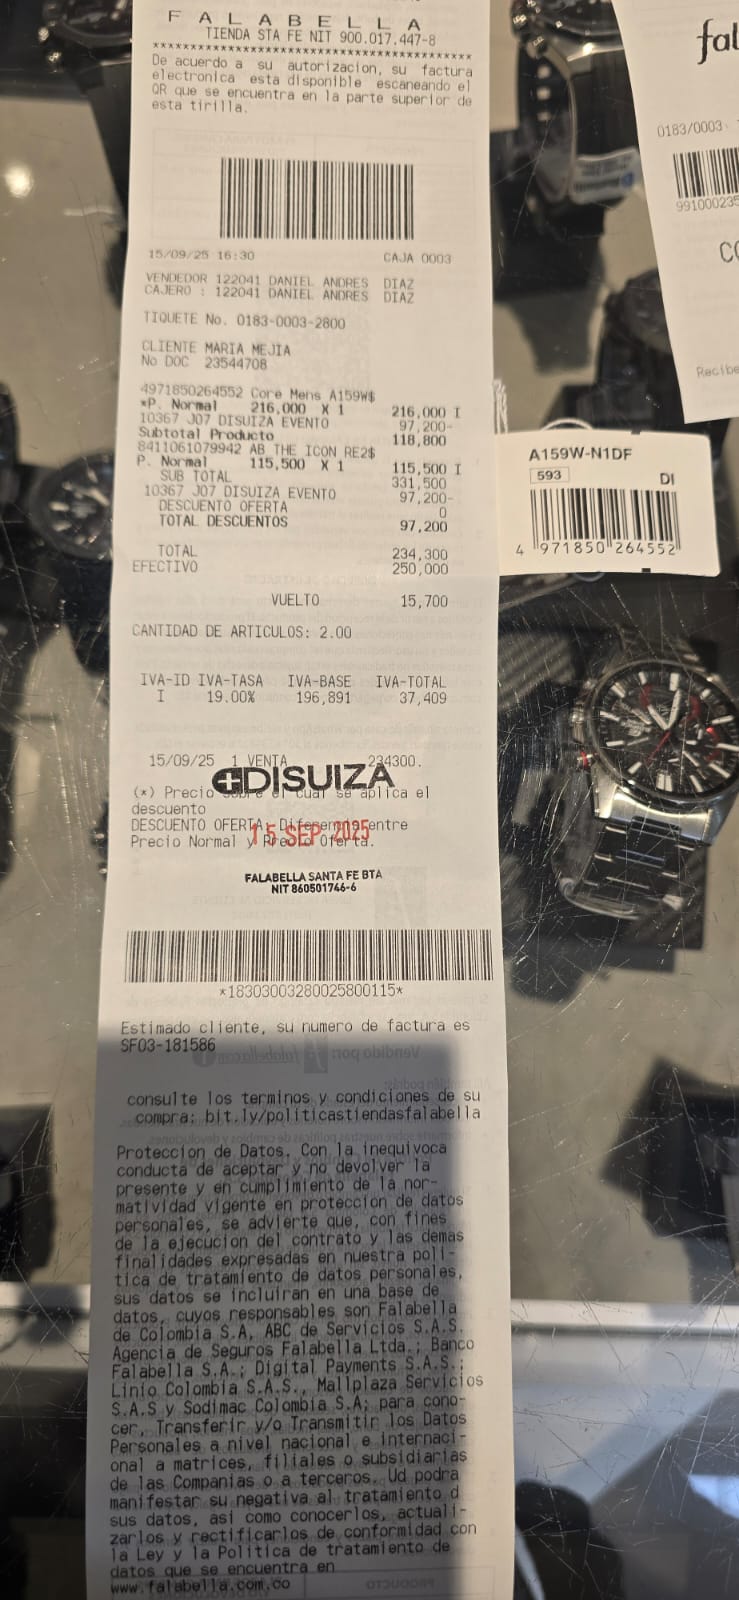 FALABELLA
TIENDA STA FE NIT 900.017.447-8
De acuerdo a su autorizacion, su factura
electronica esta disponible escaneando el
QR que se encuentra en la parte superior de
esta tirilla.
15/09/25 16:30 CAJA 0003
VENDEDOR 122041 DANIEL ANDRES DIAZ
CAJERO : 122041 DANIEL ANDRES DIAZ
TIQUETE No. 0183-0003-2800
CLIENTE MARIA MEJIA
No DOC 23544708
4971850264552 Core Mens A159W$
*P. Normal 216,000 X 1 216,000 I
10367 J07 DISUIZA EVENTO 97,200-
Subtotal Producto 118,800
8411061079942 AB THE ICON RE2$
P. Normal 115,500 X 1 115,500 I
SUB TOTAL 331,500
10367 J07 DISUIZA EVENTO 97,200-
DESCUENTO OFERTA 0
TOTAL DESCUENTOS 97,200
TOTAL 234,300
EFECTIVO 250,000
VUELTO 15,700
CANTIDAD DE ARTICULOS: 2.00
IVA-ID IVA-TASA IVA-BASE IVA-TOTAL
I 19.00% 196,891 37,409
15/09/25 1 VENTA 234300.
DISUIZA
(*) Precio sobre el cual se aplica el
descuento
DESCUENTO OFERTA: Diferencia entre
15 SEP 2025
Precio Normal y Precio Oferta.
FALABELLA SANTA FE BTA
NIT 860501746-6
*18303003280025800115*
Estimado cliente, su numero de factura es
SF03-181586
consulte los terminos y condiciones de su
compra: bit.ly/politicastiendasfalabella
Proteccion de Datos. Con la inequivoca
conducta de aceptar y no devolver la
presente y en cumplimiento de la nor-
matividad vigente en proteccion de datos
personales, se advierte que, con fines
de la ejecucion del contrato y las demas
finalidades expresadas en nuestra poli-
tica de tratamiento de datos personales,
sus datos se incluiran en una base de
datos, cuyos responsables son Falabella
de Colombia S.A, ABC de Servicios S.A.S.
Agencia de Seguros Falabella Ltda.; Banco
Falabella S.A.; Digital Payments S.A.S.;
Linio Colombia S.A.S., Mallplaza Servicios
S.A.S y Sodimac Colombia S.A; para cono-
cer, Transferir y/o Transmitir los Datos
Personales a nivel nacional e internaci-
onal a matrices, filiales o subsidiarias
de las Companias o a terceros. Ud podra
manifestar su negativa al tratamiento d
sus datos, asi como conocerlos, actuali-
zarlos y rectificarlos de conformidad con
la Ley y la Politica de tratamiento de
datos que se encuentra en
www.falabella.com.co
A159W-N1DF
593
DI
4 971850 264552
fal
0183/0003
99100023
CO
Recibe